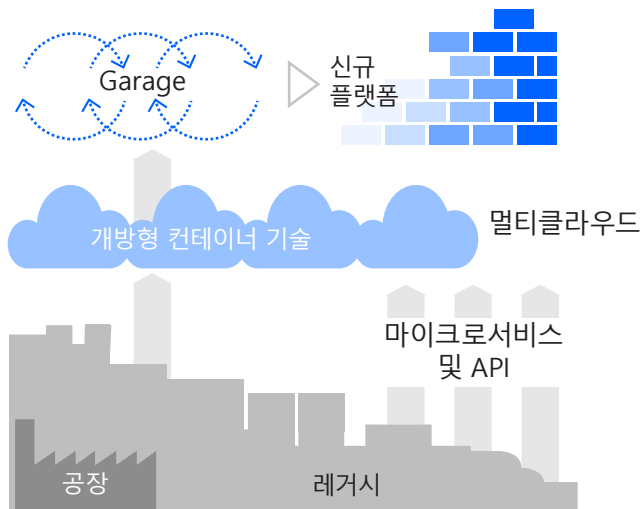 Garage
신규
플랫폼
개방형 컨테이너 기술
멀티클라우드
마이크로서비스
및 API
공장
레거시